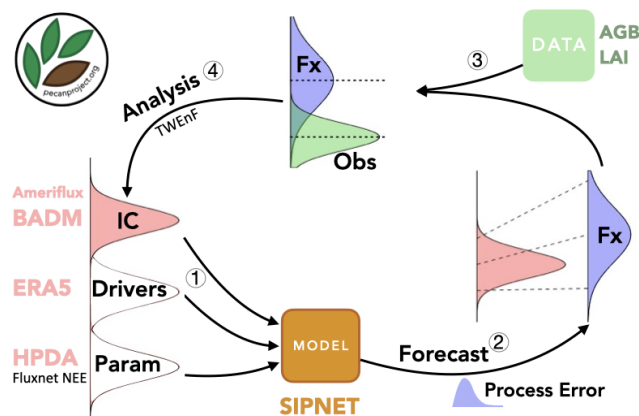 pecanproject.org
Analysis ④
TWEnF
Fx
Obs
③
DATA
AGB
LAI
Ameriflux
BADM
IC
ERA5
Drivers
①
HPDA
Fluxnet NEE
Param
MODEL
SIPNET
Forecast ②
Process Error
Fx